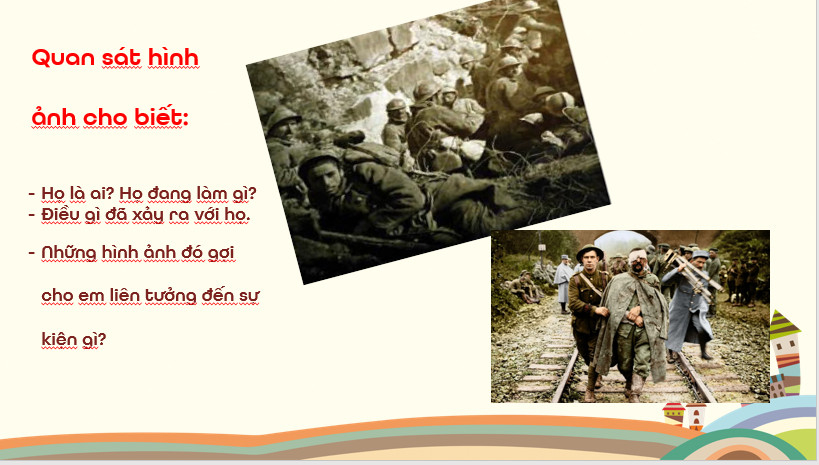 Quan sát hình
ảnh cho biết:
- Họ là ai? Họ đang làm gì?
- Điều gì đã xảy ra với họ.
- Những hình ảnh đó gợi
cho em liên tưởng đến sự
kiện gì?